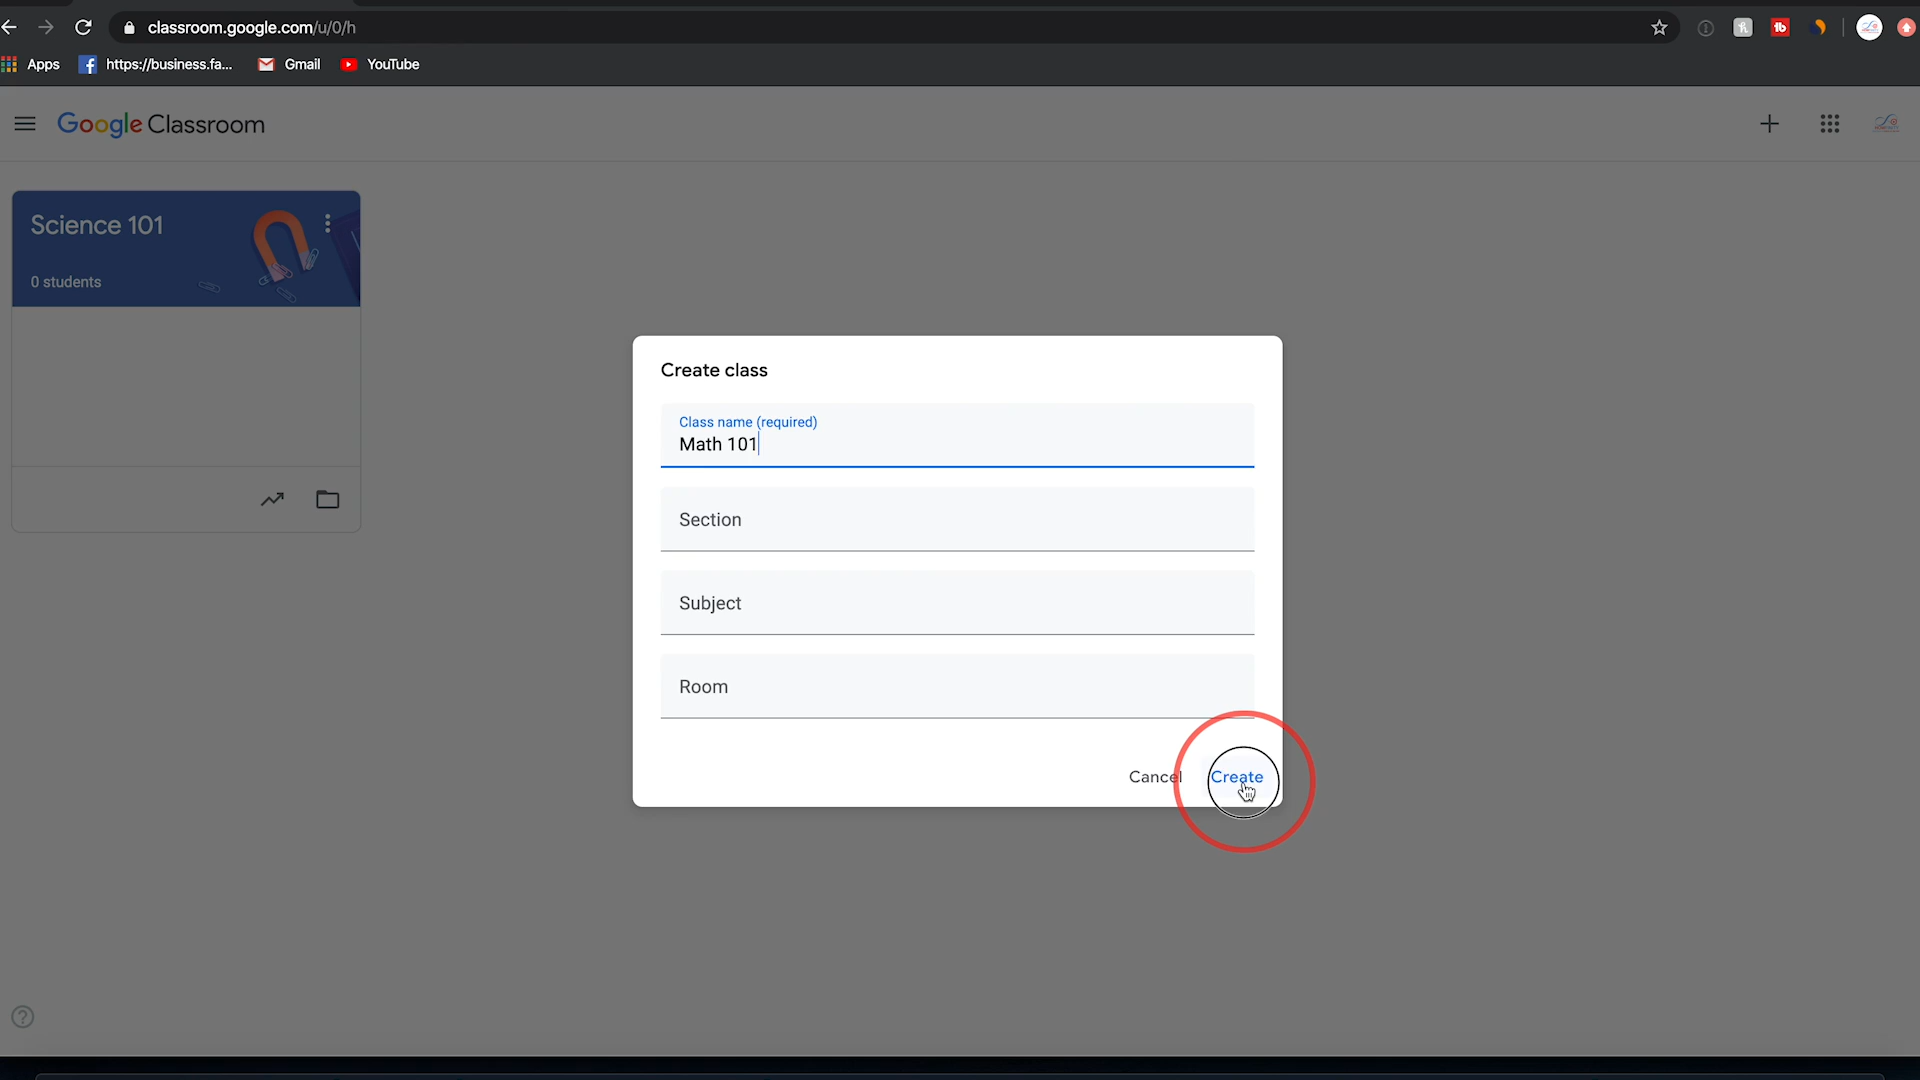 classroom.google.com/u/0/h
Apps
https://business.fa...
Gmail
YouTube
Google Classroom
Science 101
0 students
Create class
Class name (required)
Math 101
Section
Subject
Room
Cancel
Create